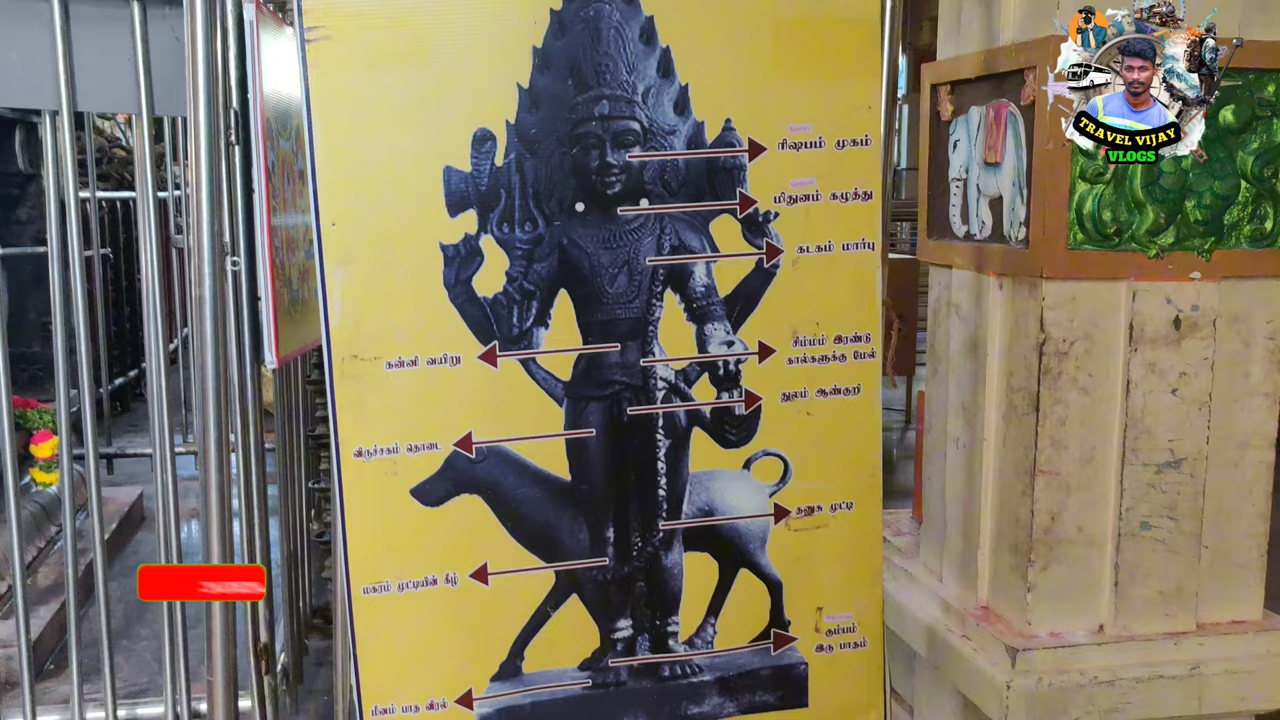 TRAVEL VIJAY
VLOGS
ரிஷபம் முகம்
மிதுனம் கழுத்து
கடகம் மார்பு
கன்னி வயிறு
சிம்மம் இரண்டு
கால்களுக்கு மேல்
துலம் ஆண்குறி
விருச்சகம் தொடை
தனுசு முட்டி
மகரம் முட்டியின் கீழ்
கும்பம்
இரு பாதம்
மீனம் பாத விரல்